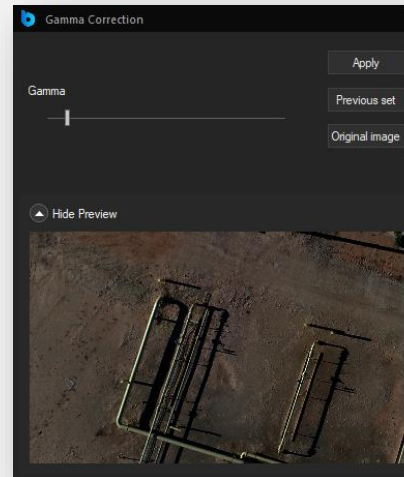 Gamma Correction
Apply
Gamma
Previous set
Original image
Hide Preview